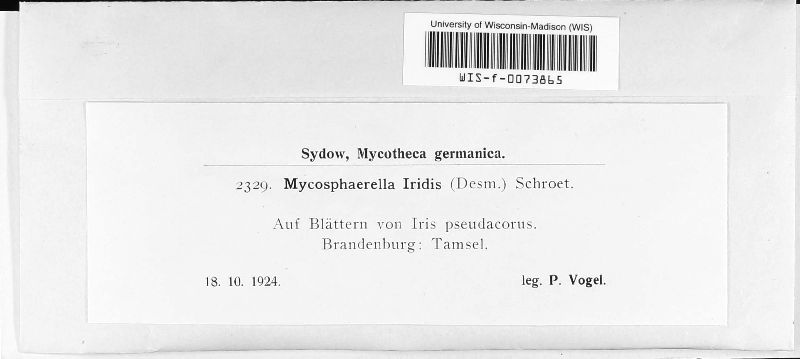 University of Wisconsin-Madison (WIS)
WIS-f-0073865
Sydow, Mycotheca germanica.
2329. Mycosphaerella Iridis (Desm.) Schroet.
Auf Blättern von Iris pseudacorus.
Brandenburg: Tamsel.
18. 10. 1924. leg. P. Vogel.